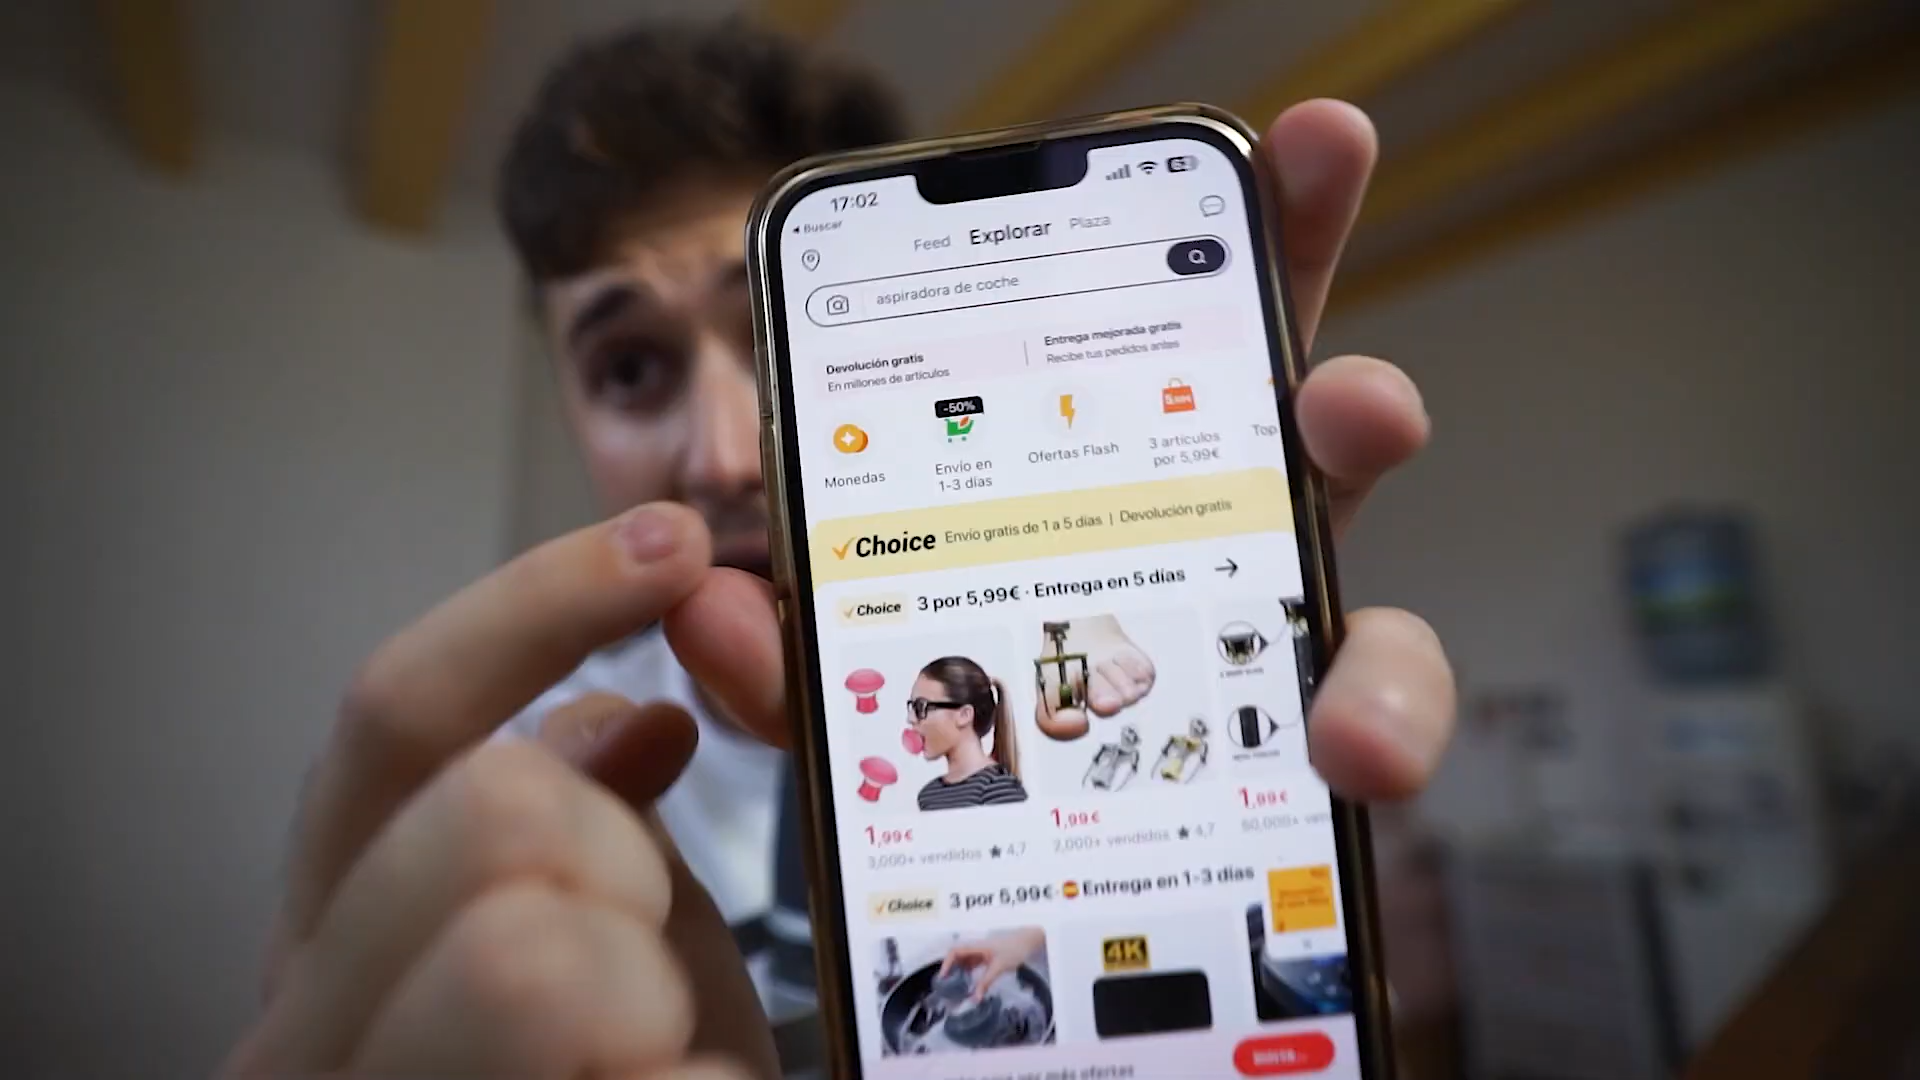 17:02
◀ Buscar
Feed Explorar Plaza
aspiradora de coche
Devolución gratis
En millones de artículos
Entrega mejorada gratis
Recibe tus pedidos antes
Monedas
-50%
Envío en
1-3 días
Ofertas Flash
3 artículos
por 5,99€
Top
Choice Envío gratis de 1 a 5 días | Devolución gratis
Choice 3 por 5,99€ · Entrega en 5 días
1,99€
3,000+ vendidos ★ 4,7
1,99€
2,000+ vendidos ★ 4,7
1,99€
60,000+
Choice 3 por 5,99€ · Entrega en 1-3 días
4K
más ofertas